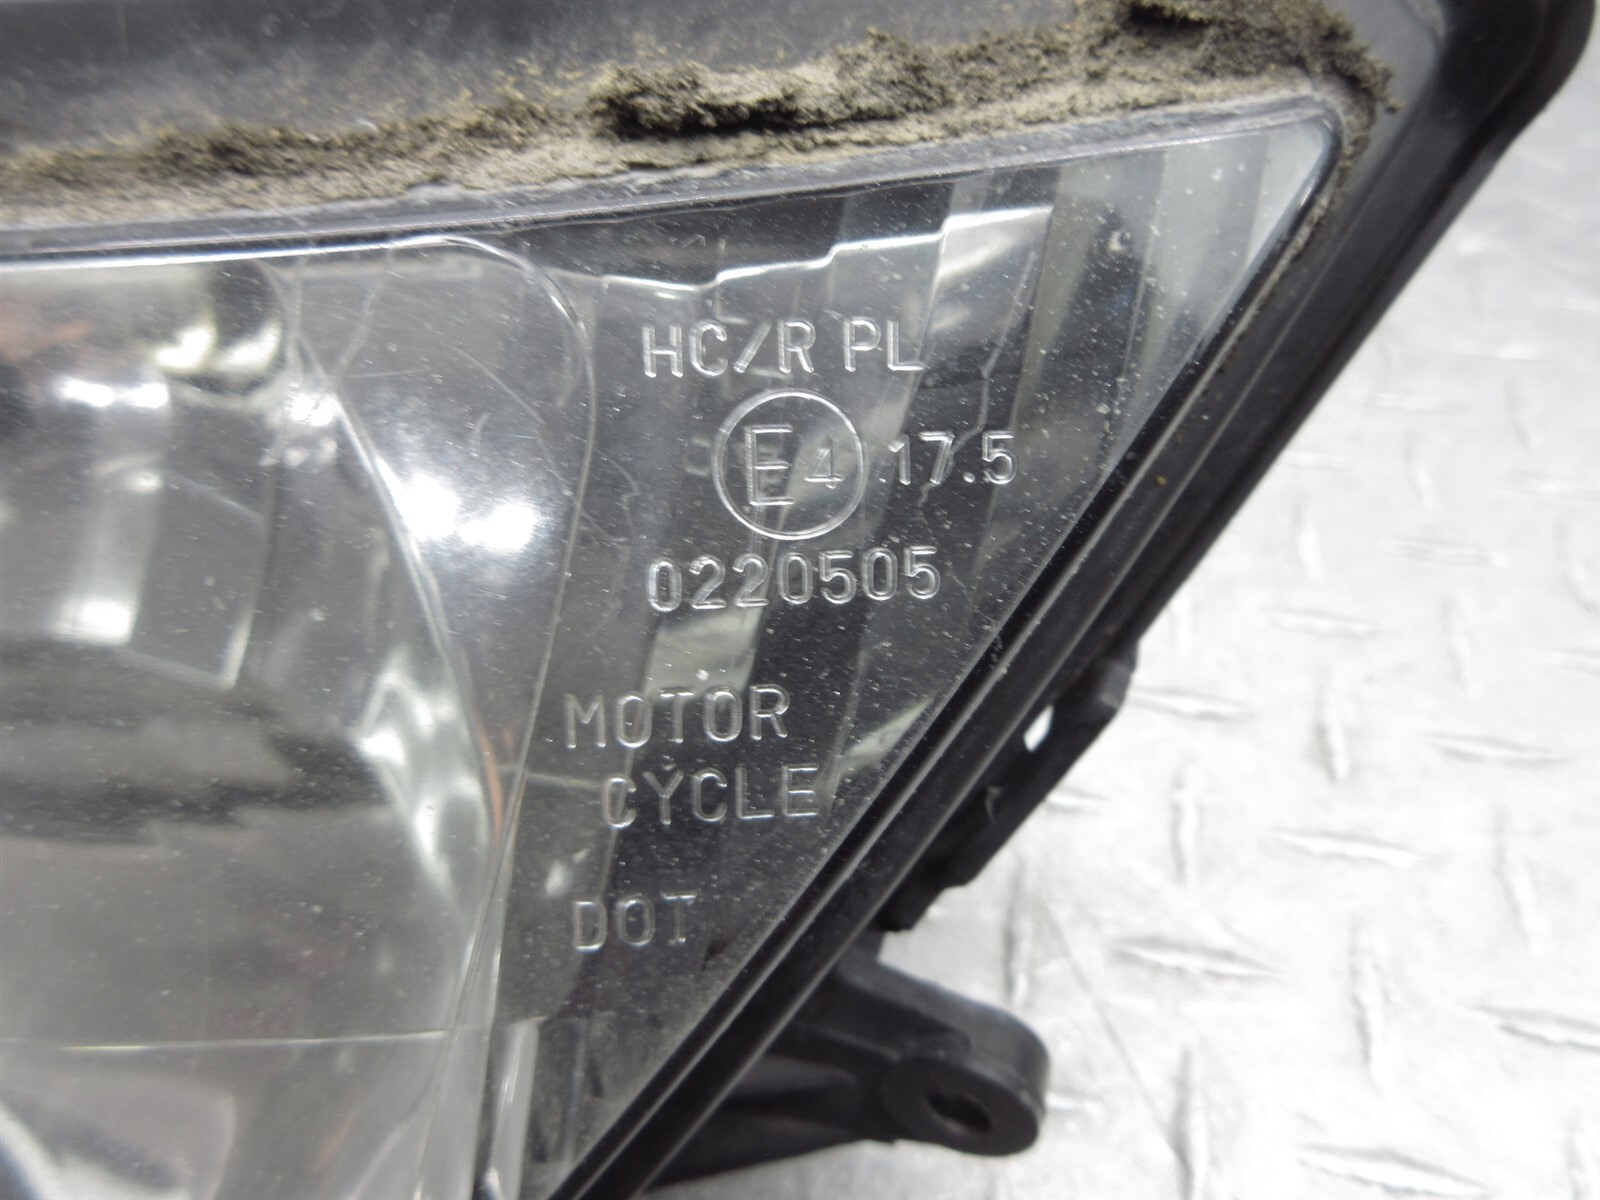 HC/R PL
E4 17.5
0220505
MOTOR
CYCLE
DOT